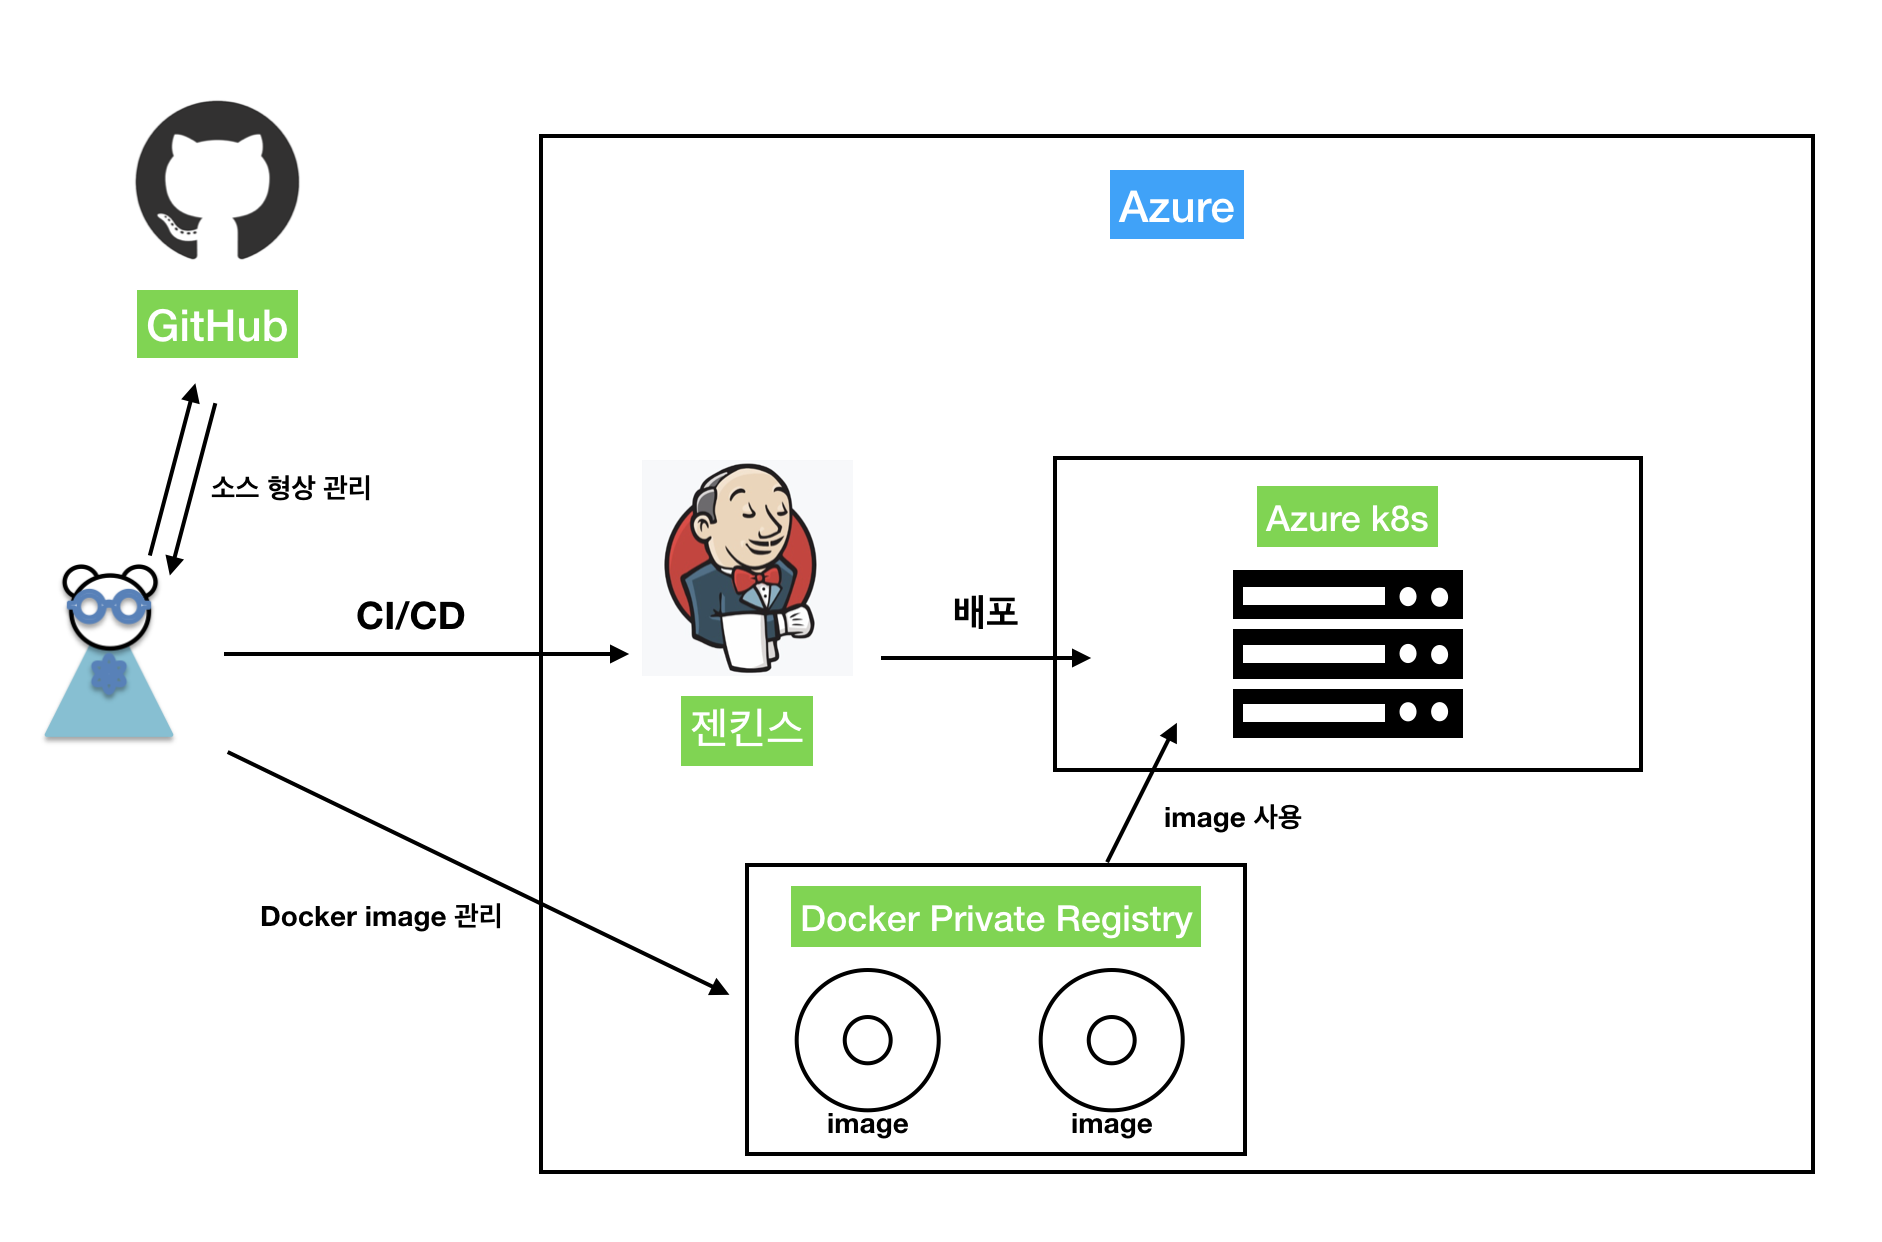 GitHub
Azure
소스 형상 관리
Azure k8s
CI/CD
배포
젠킨스
image 사용
Docker image 관리
Docker Private Registry
image
image